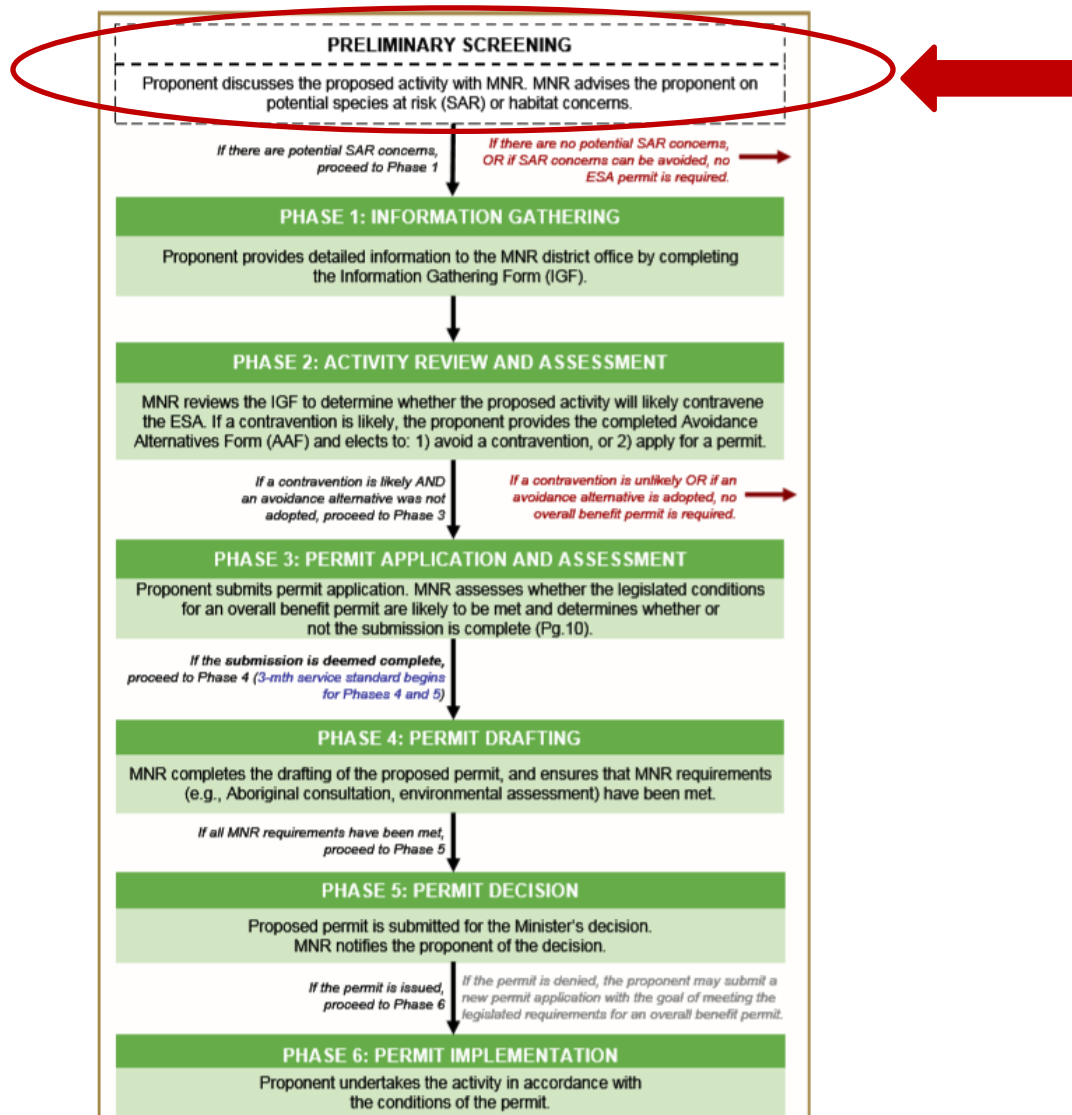 PRELIMINARY SCREENING
Proponent discusses the proposed activity with MNR. MNR advises the proponent on
potential species at risk (SAR) or habitat concerns.
If there are potential SAR concerns,
proceed to Phase 1
If there are no potential SAR concerns,
OR if SAR concerns can be avoided, no
ESA permit is required.
PHASE 1: INFORMATION GATHERING
Proponent provides detailed information to the MNR district office by completing
the Information Gathering Form (IGF).
PHASE 2: ACTIVITY REVIEW AND ASSESSMENT
MNR reviews the IGF to determine whether the proposed activity will likely contravene
the ESA. If a contravention is likely, the proponent provides the completed Avoidance
Alternatives Form (AAF) and elects to: 1) avoid a contravention, or 2) apply for a permit.
If a contravention is likely AND
an avoidance alternative was not
adopted, proceed to Phase 3
If a contravention is unlikely OR if an
avoidance alternative is adopted, no
overall benefit permit is required.
PHASE 3: PERMIT APPLICATION AND ASSESSMENT
Proponent submits permit application. MNR assesses whether the legislated conditions
for an overall benefit permit are likely to be met and determines whether or
not the submission is complete (Pg.10).
If the submission is deemed complete,
proceed to Phase 4 (3-mth service standard begins
for Phases 4 and 5)
PHASE 4: PERMIT DRAFTING
MNR completes the drafting of the proposed permit, and ensures that MNR requirements
(e.g., Aboriginal consultation, environmental assessment) have been met.
If all MNR requirements have been met,
proceed to Phase 5
PHASE 5: PERMIT DECISION
Proposed permit is submitted for the Minister's decision.
MNR notifies the proponent of the decision.
If the permit is issued,
proceed to Phase 6
If the permit is denied, the proponent may submit a
new permit application with the goal of meeting the
legislated requirements for an overall benefit permit.
PHASE 6: PERMIT IMPLEMENTATION
Proponent undertakes the activity in accordance with
the conditions of the permit.